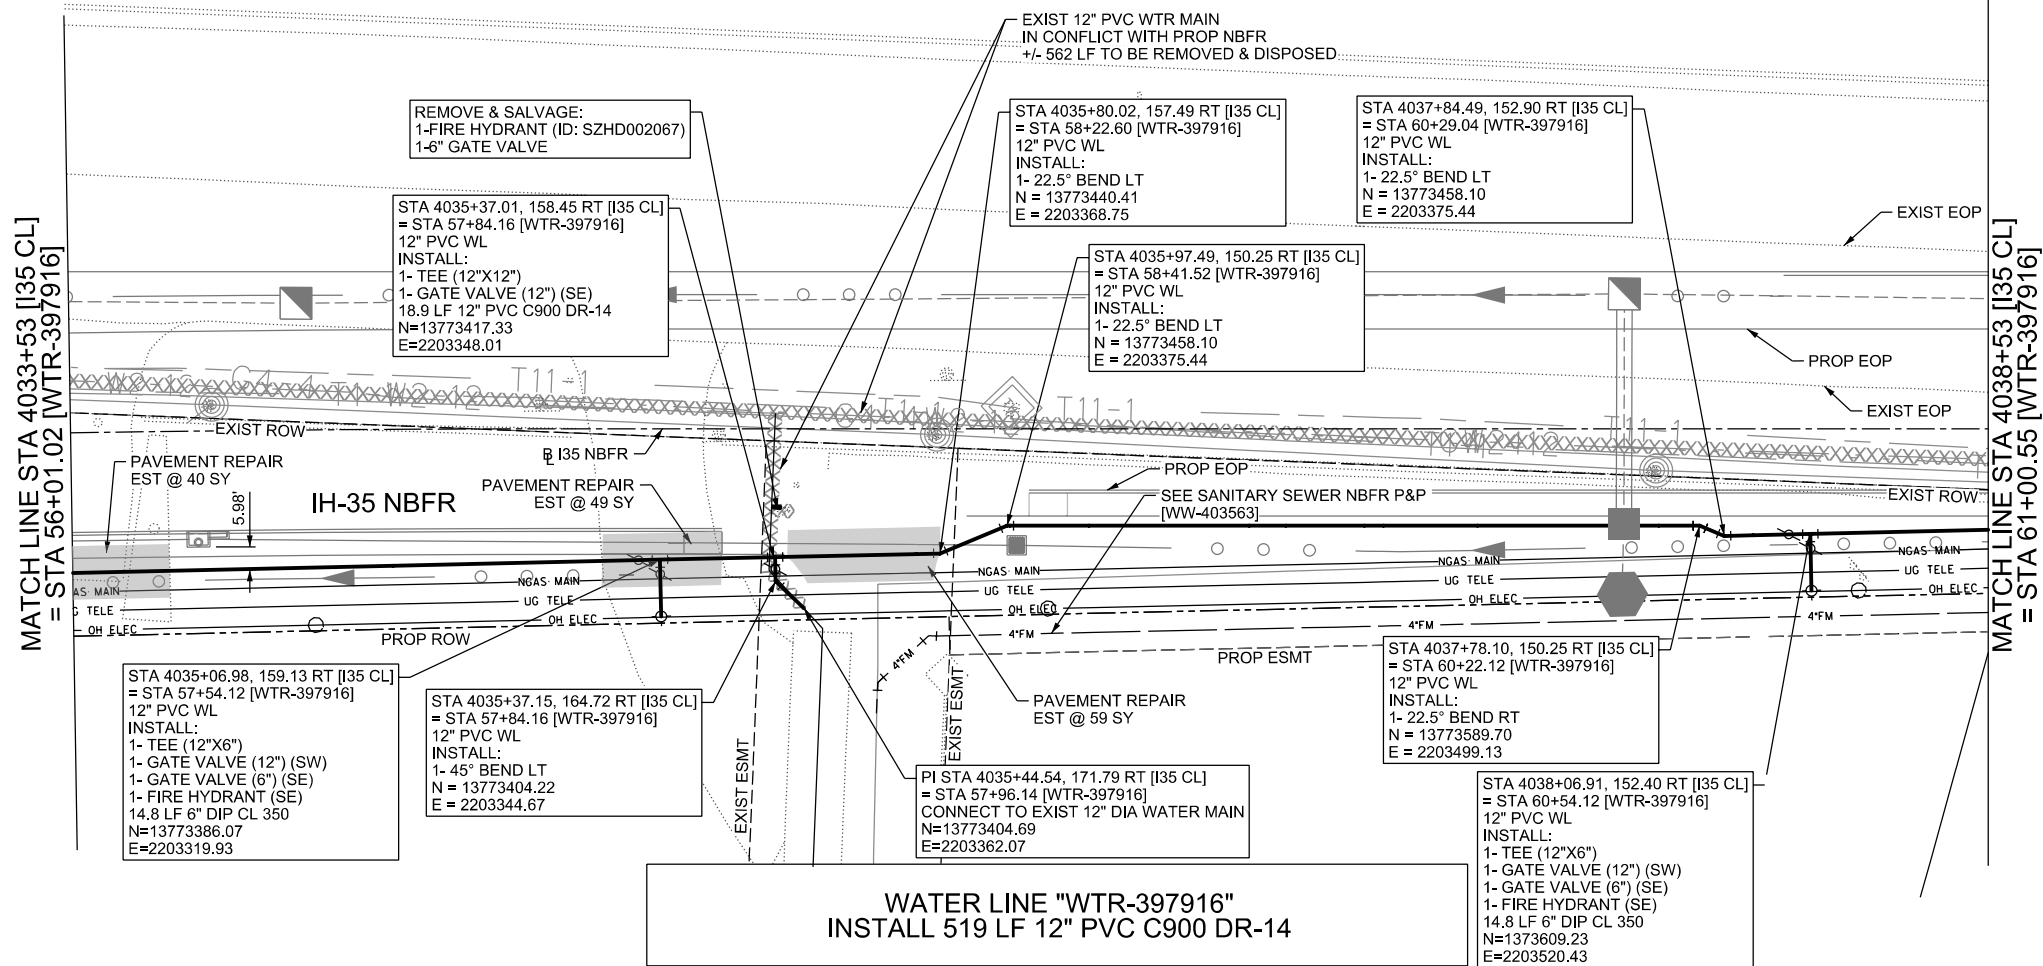 EXIST 12" PVC WTR MAIN
IN CONFLICT WITH PROP NBFR
+/- 562 LF TO BE REMOVED & DISPOSED
REMOVE & SALVAGE:
1-FIRE HYDRANT (ID: SZHD002067)
1-6" GATE VALVE
STA 4035+80.02, 157.49 RT [I35 CL]
= STA 58+22.60 [WTR-397916]
12" PVC WL
INSTALL:
1- 22.5° BEND LT
N = 13773440.41
E = 2203368.75
STA 4037+84.49, 152.90 RT [I35 CL]
= STA 60+29.04 [WTR-397916]
12" PVC WL
INSTALL:
1- 22.5° BEND LT
N = 13773458.10
E = 2203375.44
STA 4035+37.01, 158.45 RT [I35 CL]
= STA 57+84.16 [WTR-397916]
12" PVC WL
INSTALL:
1- TEE (12"X12")
1- GATE VALVE (12") (SE)
18.9 LF 12" PVC C900 DR-14
N=13773417.33
E=2203348.01
STA 4035+97.49, 150.25 RT [I35 CL]
= STA 58+41.52 [WTR-397916]
12" PVC WL
INSTALL:
1- 22.5° BEND LT
N = 13773458.10
E = 2203375.44
EXIST EOP
PROP EOP
EXIST EOP
MATCH LINE STA 4033+53 [I35 CL]
= STA 56+01.02 [WTR-397916]
MATCH LINE STA 4038+53 [I35 CL]
= STA 61+00.55 [WTR-397916]
W2-12
T11-1
T11-1
T11-1
EXIST ROW
BL I35 NBFR
PAVEMENT REPAIR
EST @ 40 SY
5.98'
IH-35 NBFR
PAVEMENT REPAIR
EST @ 49 SY
PROP EOP
SEE SANITARY SEWER NBFR P&P
[WW-403563]
EXIST ROW
AS MAIN
NGAS MAIN
NGAS MAIN
NGAS MAIN
NGAS MAIN
G TELE
UG TELE
UG TELE
UG TELE
UG TELE
OH ELEC
OH ELEC
OH ELEC
OH ELEC
OH ELEC
PROP ROW
4"FM
4"FM
4"FM
4"FM
PROP ESMT
EXIST ESMT
EXIST ESMT
PAVEMENT REPAIR
EST @ 59 SY
STA 4035+06.98, 159.13 RT [I35 CL]
= STA 57+54.12 [WTR-397916]
12" PVC WL
INSTALL:
1- TEE (12"X6")
1- GATE VALVE (12") (SW)
1- GATE VALVE (6") (SE)
1- FIRE HYDRANT (SE)
14.8 LF 6" DIP CL 350
N=13773386.07
E=2203319.93
STA 4035+37.15, 164.72 RT [I35 CL]
= STA 57+84.16 [WTR-397916]
12" PVC WL
INSTALL:
1- 45° BEND LT
N = 13773404.22
E = 2203344.67
PI STA 4035+44.54, 171.79 RT [I35 CL]
= STA 57+96.14 [WTR-397916]
CONNECT TO EXIST 12" DIA WATER MAIN
N=13773404.69
E=2203362.07
STA 4037+78.10, 150.25 RT [I35 CL]
= STA 60+22.12 [WTR-397916]
12" PVC WL
INSTALL:
1- 22.5° BEND RT
N = 13773589.70
E = 2203499.13
STA 4038+06.91, 152.40 RT [I35 CL]
= STA 60+54.12 [WTR-397916]
12" PVC WL
INSTALL:
1- TEE (12"X6")
1- GATE VALVE (12") (SW)
1- GATE VALVE (6") (SE)
1- FIRE HYDRANT (SE)
14.8 LF 6" DIP CL 350
N=1373609.23
E=2203520.43
WATER LINE "WTR-397916"
INSTALL 519 LF 12" PVC C900 DR-14